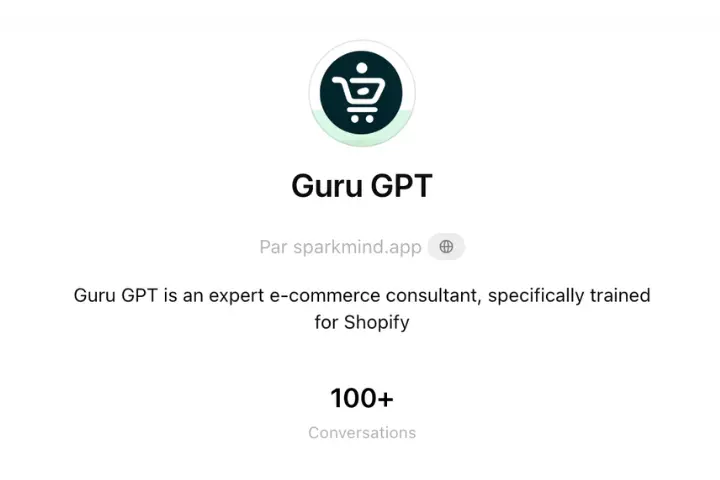 Guru GPT
Par sparkmind.app
Guru GPT is an expert e-commerce consultant, specifically trained
for Shopify
100+
Conversations